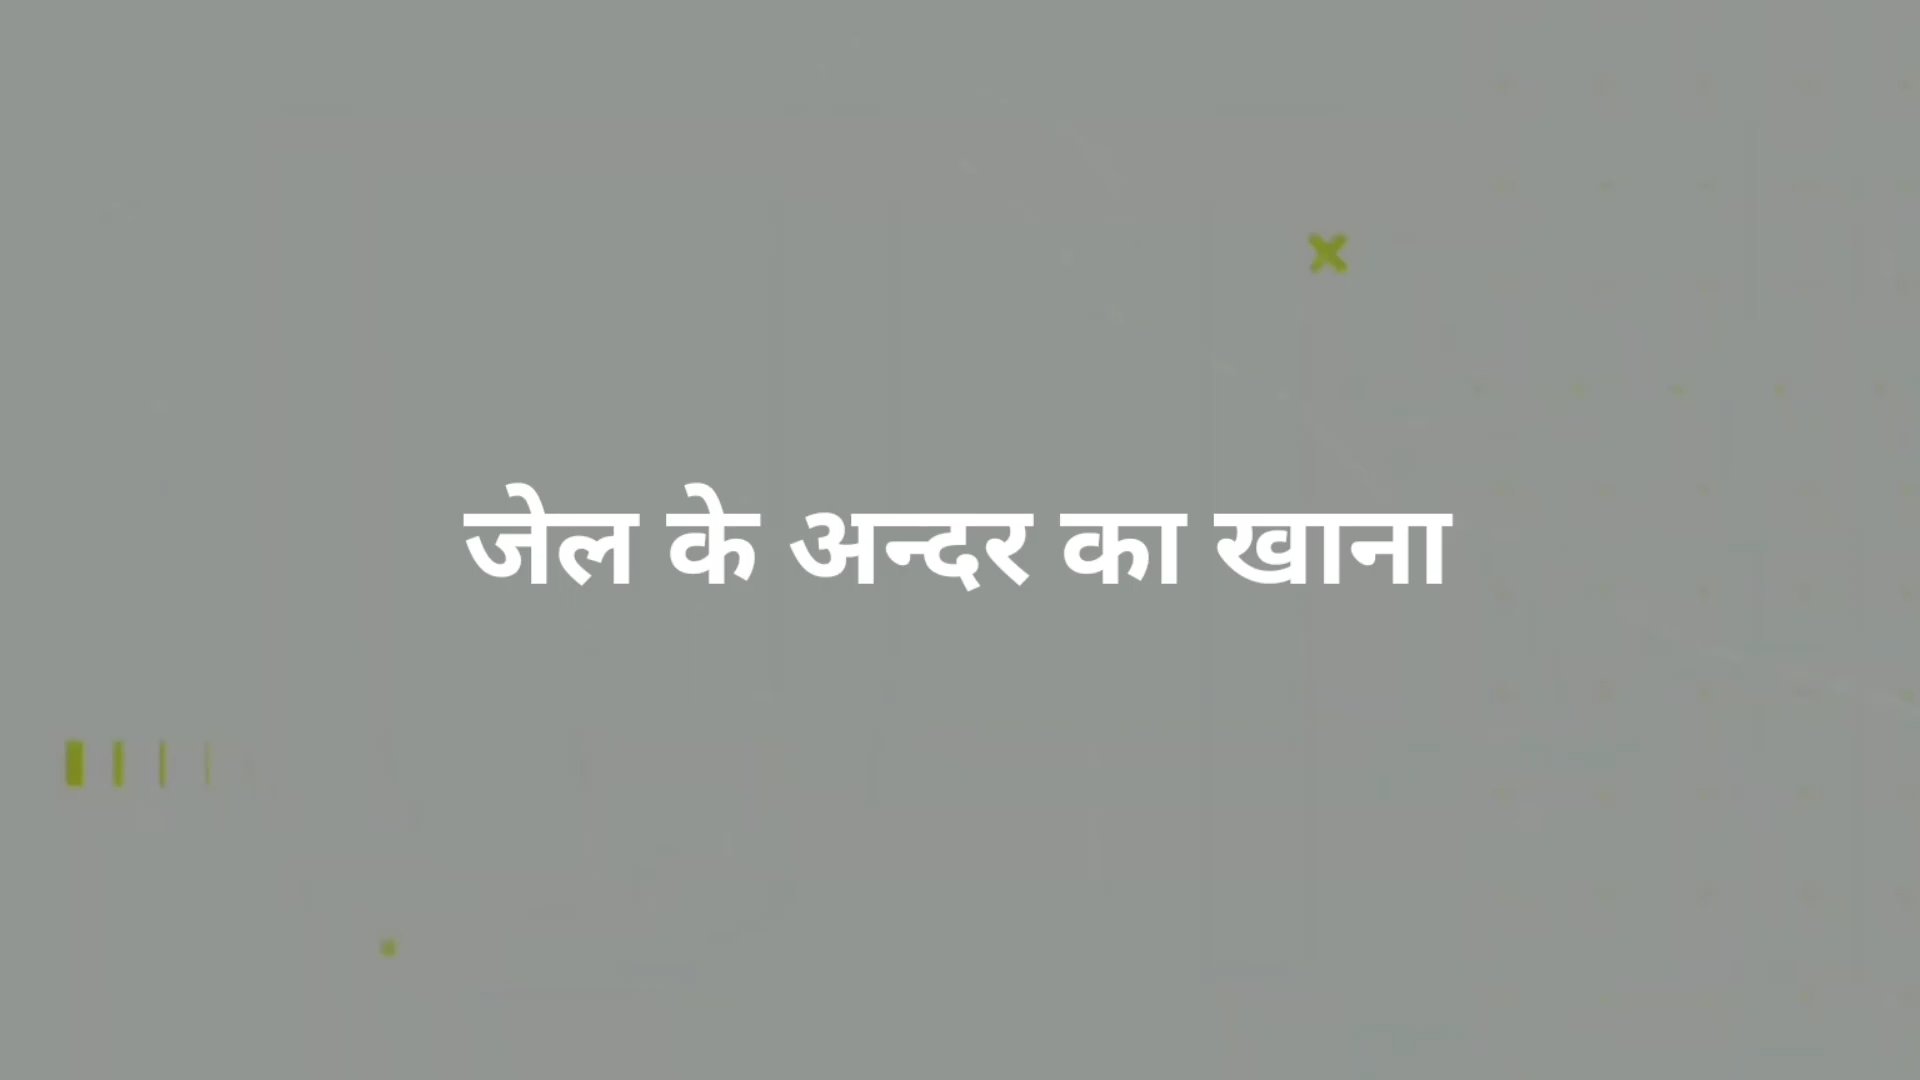 जेल के अन्दर का खाना